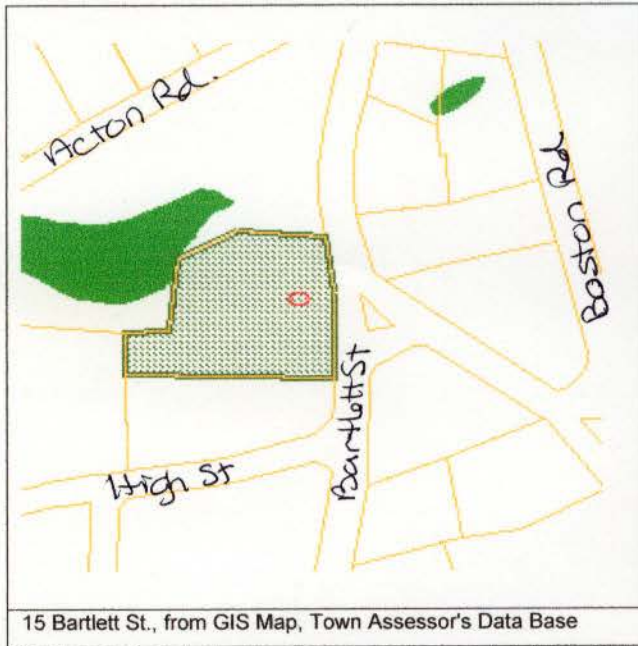 Acton Rd.
Boston Rd
Bartlett St
High St
15 Bartlett St., from GIS Map, Town Assessor's Data Base